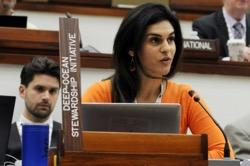 DEEP-OCEAN
STEWARDSHIP INITIATIVE
NATIONAL